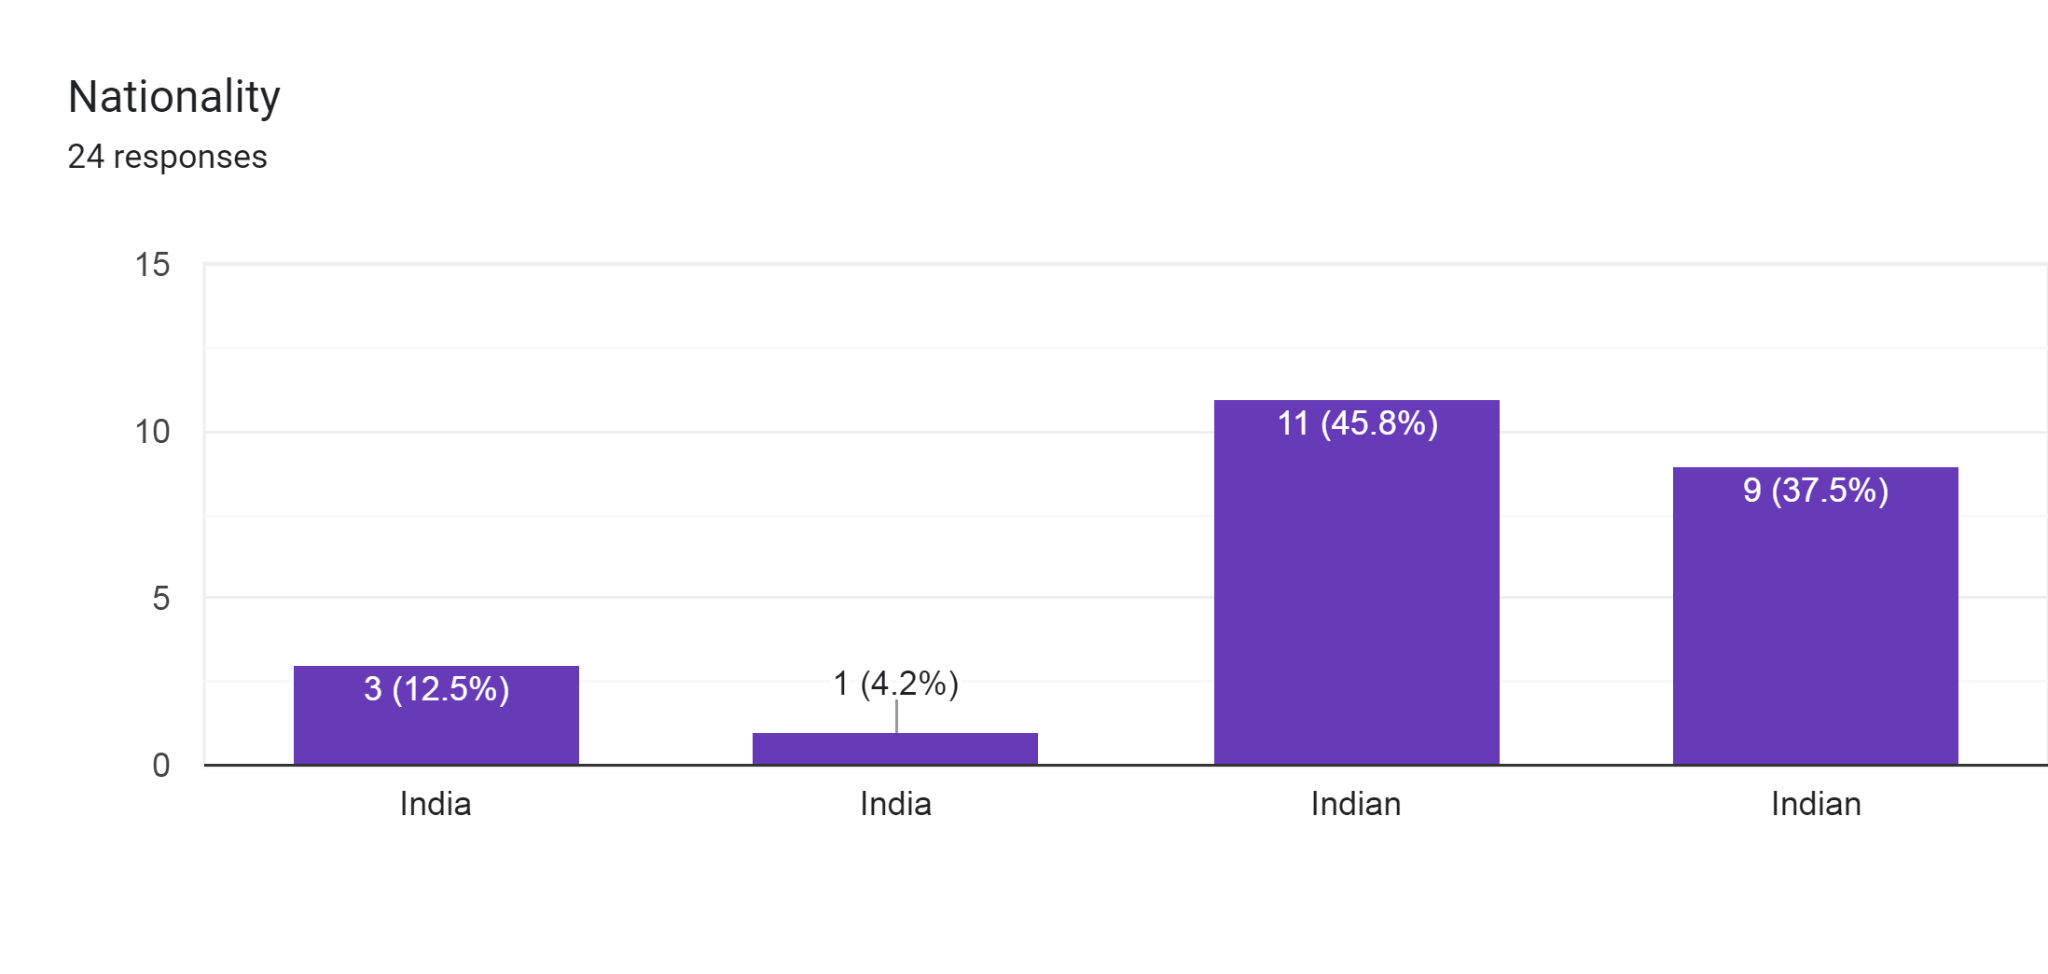 Nationality
24 responses
15
10
5
0
3 (12.5%)
1 (4.2%)
11 (45.8%)
9 (37.5%)
India
India
Indian
Indian